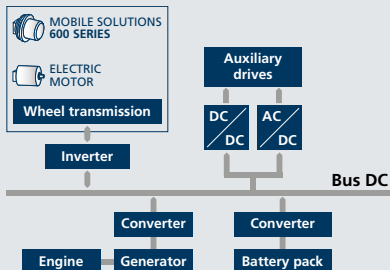 MOBILE SOLUTIONS
600 SERIES
ELECTRIC
MOTOR
Wheel transmission
Inverter
Auxiliary
drives
DC
DC
AC
DC
Bus DC
Converter
Converter
Engine
Generator
Battery pack